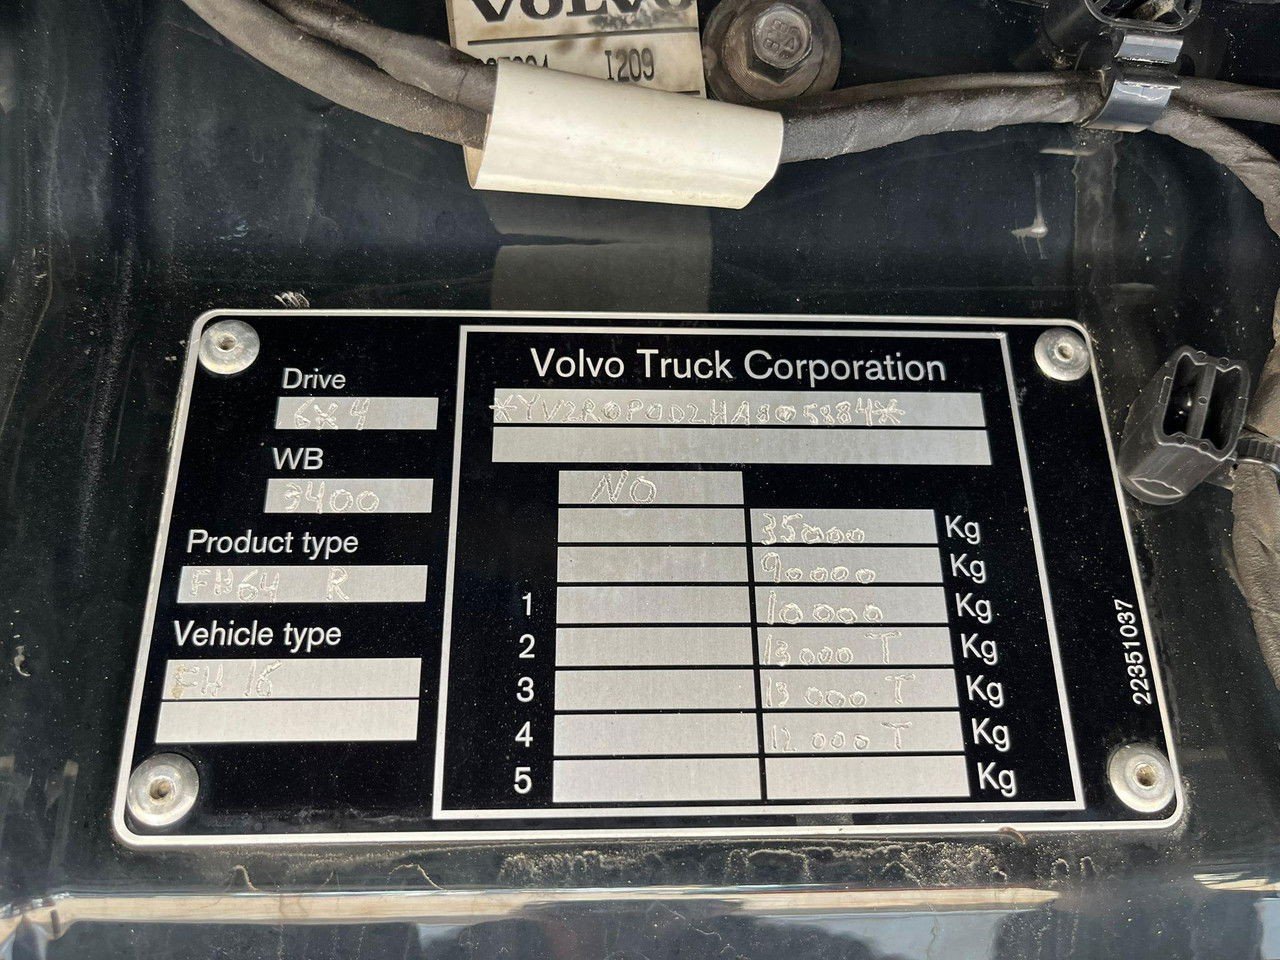 VOLVO
I209
Volvo Truck Corporation
Drive
6x4
*YV2R0P0D2HA805884*
WB
3400
NO
Product type
FH64 R
35000 Kg
90000 Kg
Vehicle type
FH 16
1 10000 Kg
2 13000 T Kg
3 13000 T Kg
4 12000 T Kg
5 Kg
22351037